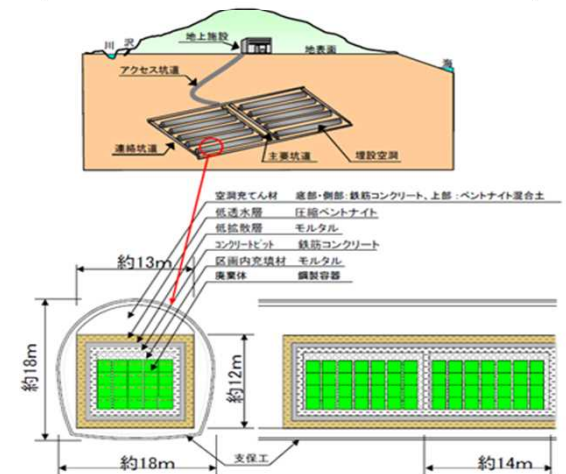 川 沢
地上施設
地表面
海
アクセス坑道
連絡坑道
主要坑道
埋設空洞
空洞充てん材 底部・側部：鉄筋コンクリート、上部：ベントナイト混合土
低透水層 圧縮ベントナイト
低拡散層 モルタル
コンクリートピット 鉄筋コンクリート
区画内充填材 モルタル
廃棄体 鋼製容器
約13m
約18m
約12m
約18m
支保工
約14m